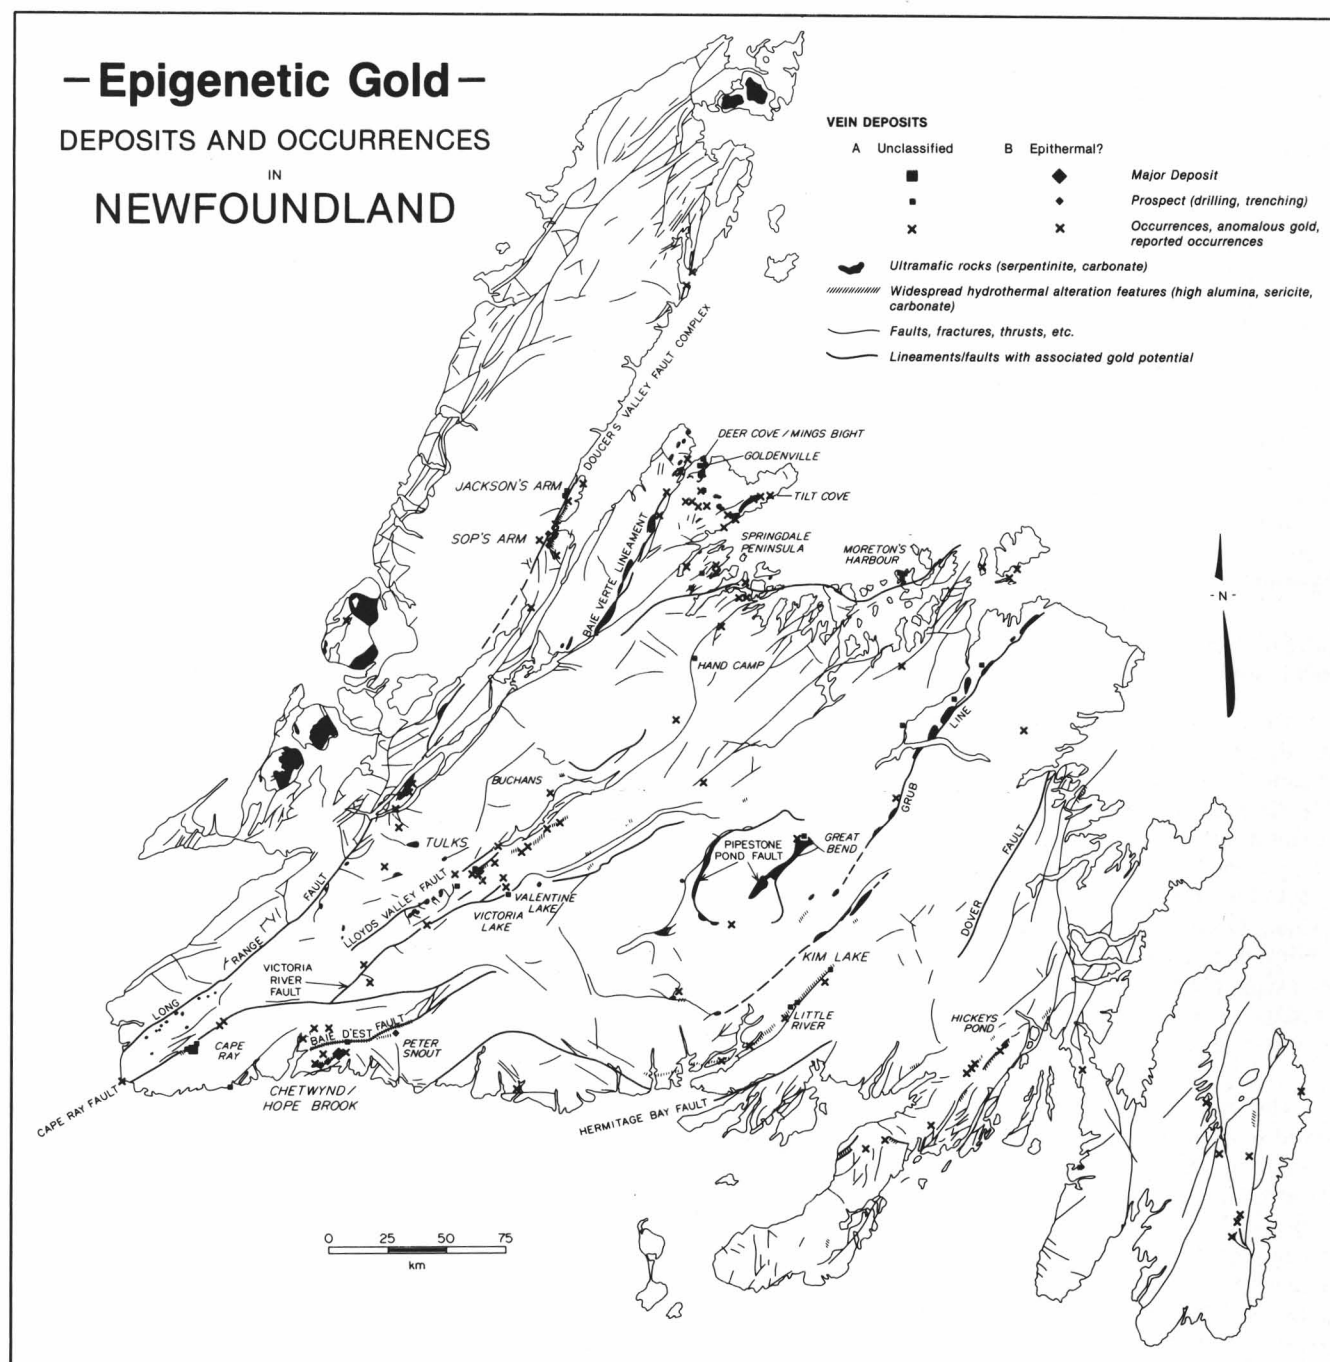 – Epigenetic Gold –
DEPOSITS AND OCCURRENCES
IN
NEWFOUNDLAND
VEIN DEPOSITS
A Unclassified B Epithermal?
Major Deposit
Prospect (drilling, trenching)
Occurrences, anomalous gold,
reported occurrences
Ultramafic rocks (serpentinite, carbonate)
Widespread hydrothermal alteration features (high alumina, sericite,
carbonate)
Faults, fractures, thrusts, etc.
Lineaments/faults with associated gold potential
DOUCER'S VALLEY FAULT COMPLEX
DEER COVE / MINGS BIGHT
GOLDENVILLE
JACKSON'S ARM
TILT COVE
SOP'S ARM
BAIE VERTE LINEAMENT
SPRINGDALE
PENINSULA
MORETON'S
HARBOUR
- N -
HAND CAMP
GRUB LINE
BUCHANS
TULKS
PIPESTONE
POND FAULT
GREAT
BEND
DOVER FAULT
LLOYDS VALLEY FAULT
VALENTINE
LAKE
VICTORIA
LAKE
LONG RANGE FAULT
VICTORIA
RIVER
FAULT
KIM LAKE
LITTLE
RIVER
HICKEYS
POND
CAPE
RAY
BAIE D'EST FAULT
PETER
SNOUT
CHETWYND/
HOPE BROOK
CAPE RAY FAULT
HERMITAGE BAY FAULT
0 25 50 75
km